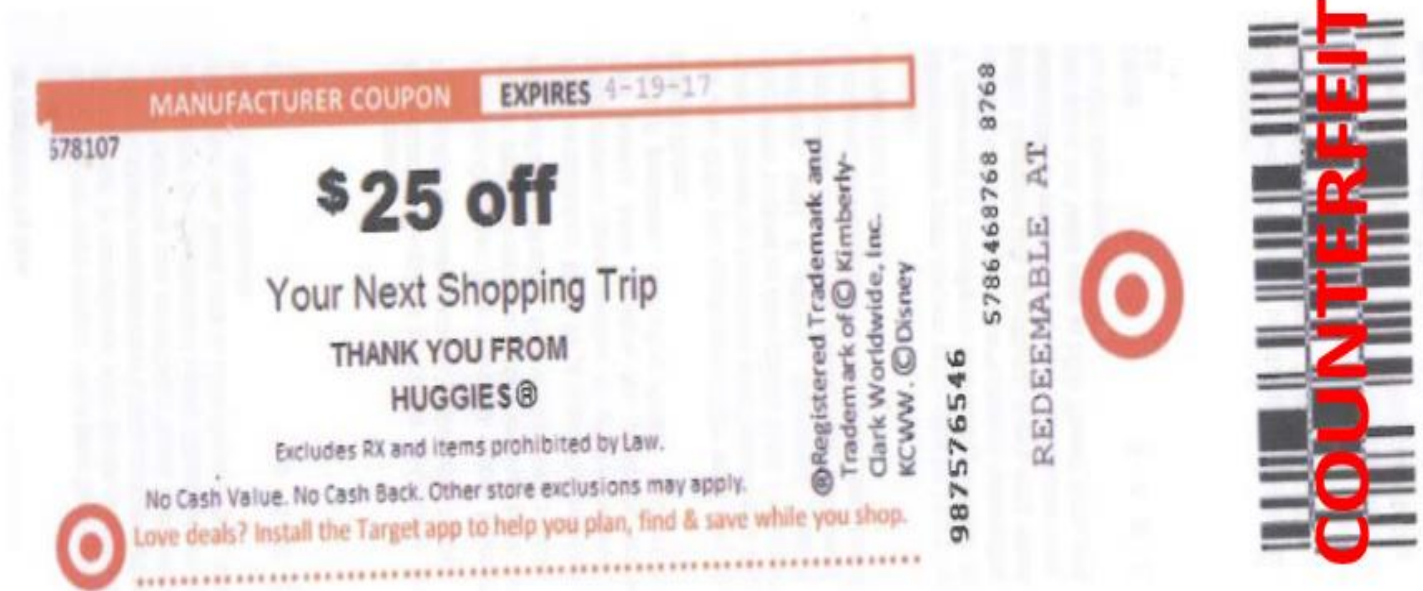 MANUFACTURER COUPON EXPIRES 4-19-17
578107
$25 off
Your Next Shopping Trip
THANK YOU FROM
HUGGIES®
Excludes RX and items prohibited by Law.
No Cash Value. No Cash Back. Other store exclusions may apply.
Love deals? Install the Target app to help you plan, find & save while you shop.
®Registered Trademark and
Trademark of © Kimberly-
Clark Worldwide, Inc.
KCWW. ©Disney
9875576546
5786468768 8768
REDEEMABLE AT
COUNTERFEIT